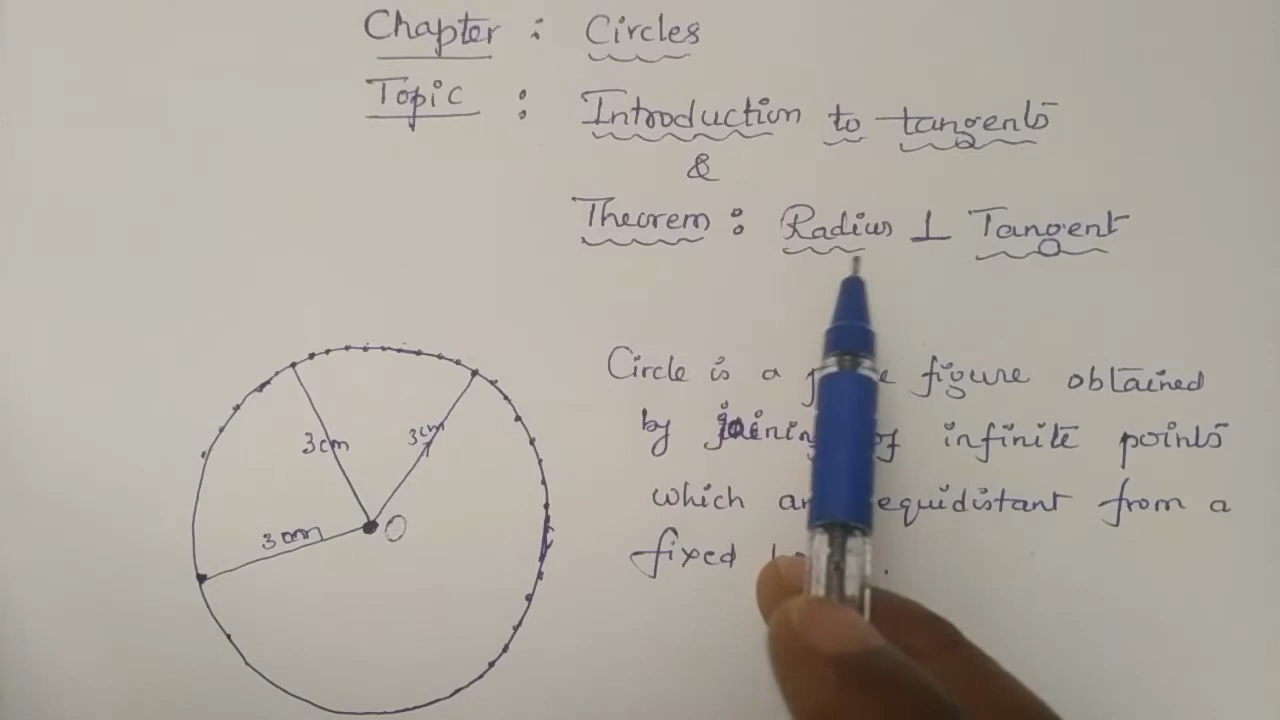 Chapter : Circles
Topic : Introduction to tangents
&
Theorem : Radius ⊥ Tangent
Circle is a figure obtained
by of infinite points
which equidistant from a
fixed .
3cm
3cm
3cm
O